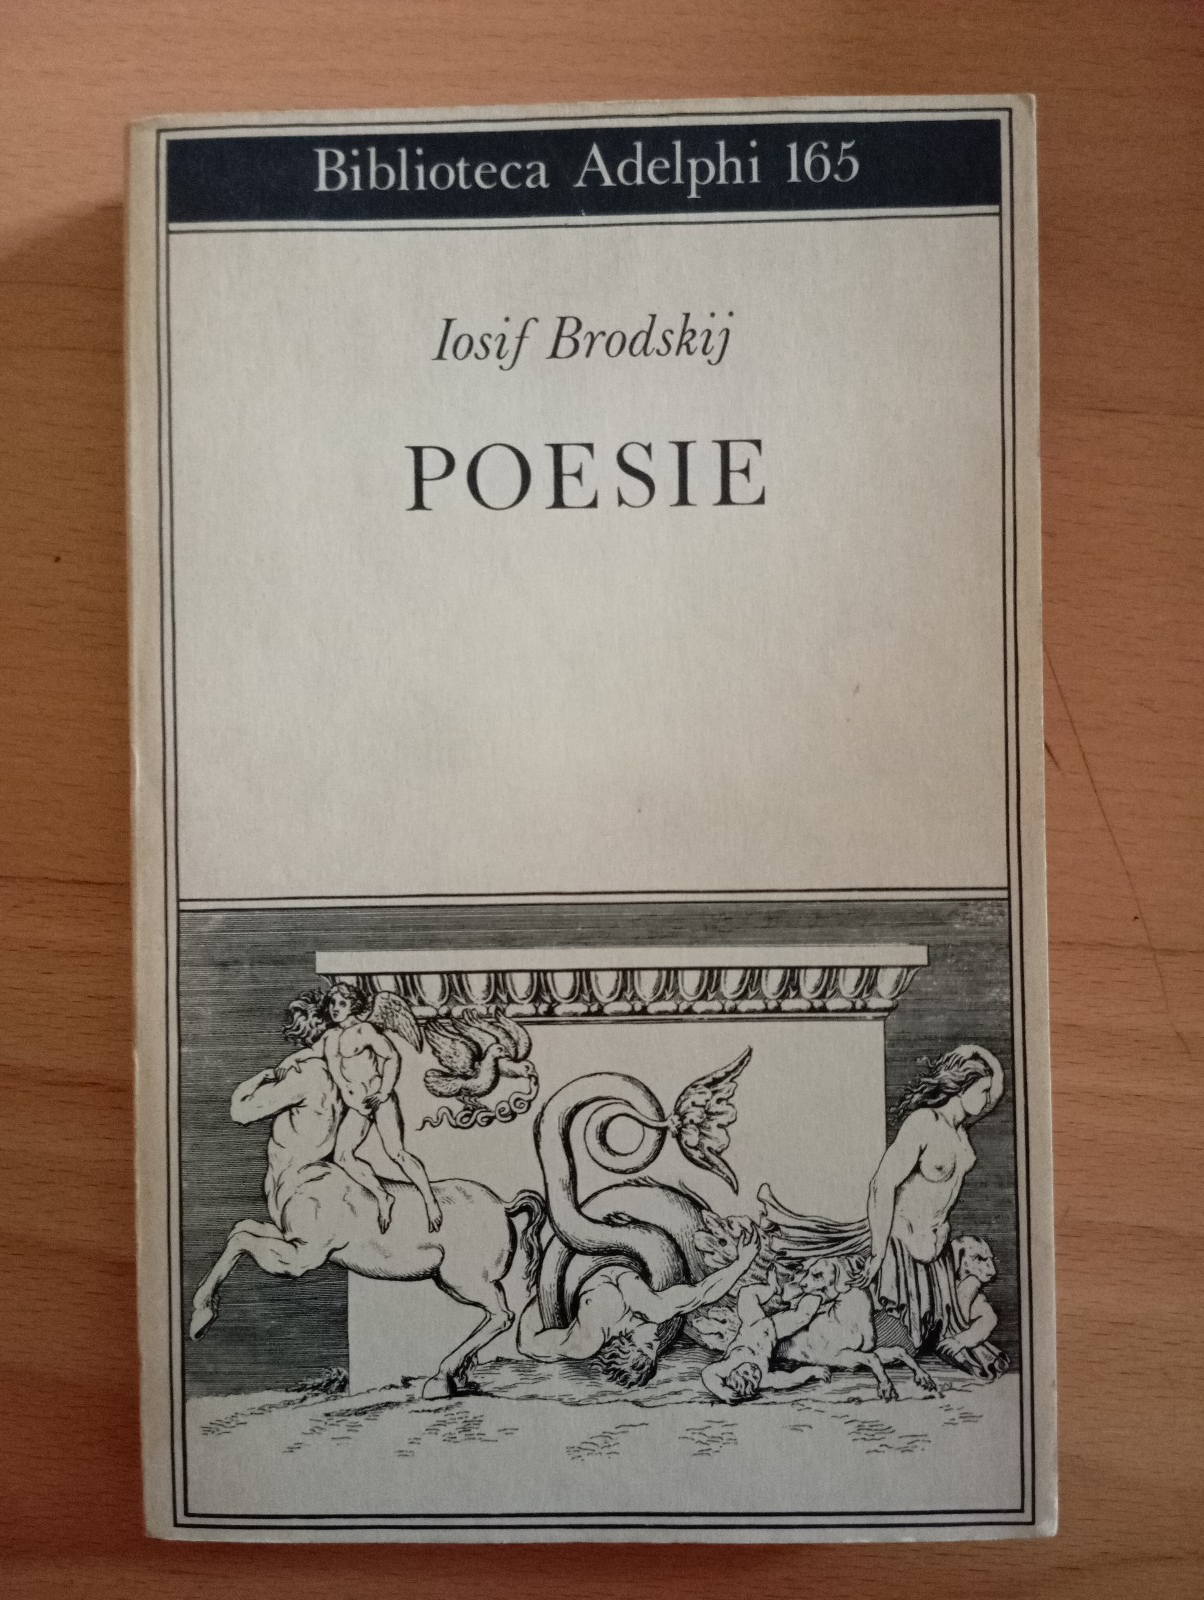 Biblioteca Adelphi 165
Iosif Brodskij
POESIE